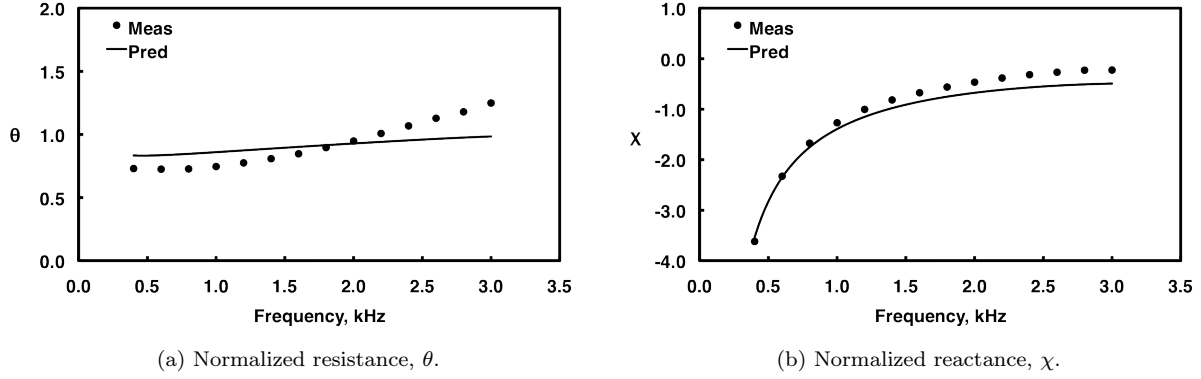 2.0
1.5
1.0
0.5
0.0
θ
Meas
Pred
0.0 0.5 1.0 1.5 2.0 2.5 3.0 3.5
Frequency, kHz
(a) Normalized resistance, θ.
1.0
0.0
-1.0
-2.0
-3.0
-4.0
χ
Meas
Pred
0.0 0.5 1.0 1.5 2.0 2.5 3.0 3.5
Frequency, kHz
(b) Normalized reactance, χ.